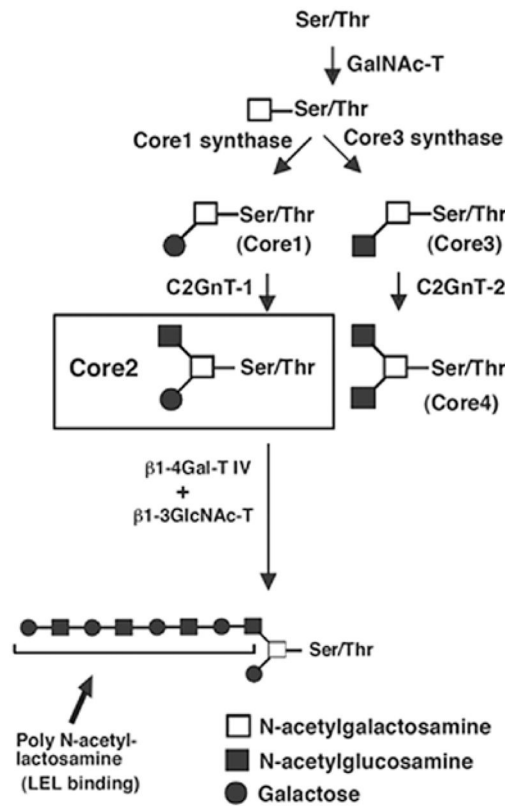 Ser/Thr
GalNAc-T
Ser/Thr
Core1 synthase
Core3 synthase
Ser/Thr
(Core1)
Ser/Thr
(Core3)
C2GnT-1
C2GnT-2
Core2
Ser/Thr
Ser/Thr
(Core4)
β1-4Gal-T IV
+
β1-3GlcNAc-T
Ser/Thr
Poly N-acetyl-
lactosamine
(LEL binding)
N-acetylgalactosamine
N-acetylglucosamine
Galactose